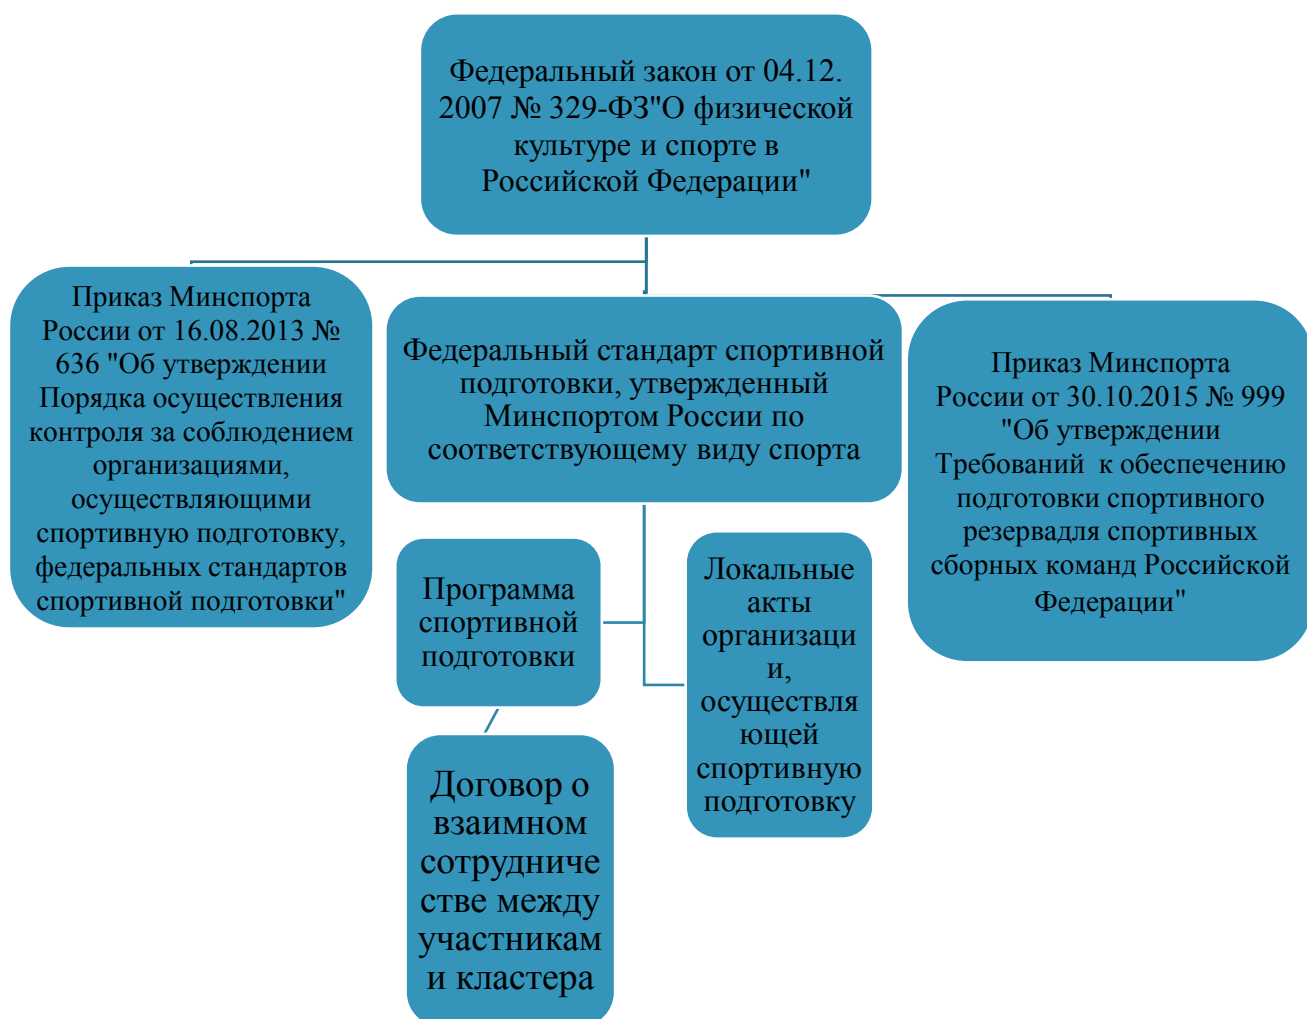 Федеральный закон от 04.12.
2007 № 329-ФЗ"О физической
культуре и спорте в
Российской Федерации"
Приказ Минспорта
России от 16.08.2013 №
636 "Об утверждении
Порядка осуществления
контроля за соблюдением
организациями,
осуществляющими
спортивную подготовку,
федеральных стандартов
спортивной подготовки"
Федеральный стандарт спортивной
подготовки, утвержденный
Минспортом России по
соответствующему виду спорта
Приказ Минспорта
России от 30.10.2015 № 999
"Об утверждении
Требований  к обеспечению
подготовки спортивного
резервадля спортивных
сборных команд Российской
Федерации"
Программа
спортивной
подготовки
Локальные
акты
организаци
и,
осуществля
ющей
спортивную
подготовку
Договор о
взаимном
сотрудниче
стве между
участникам
и кластера